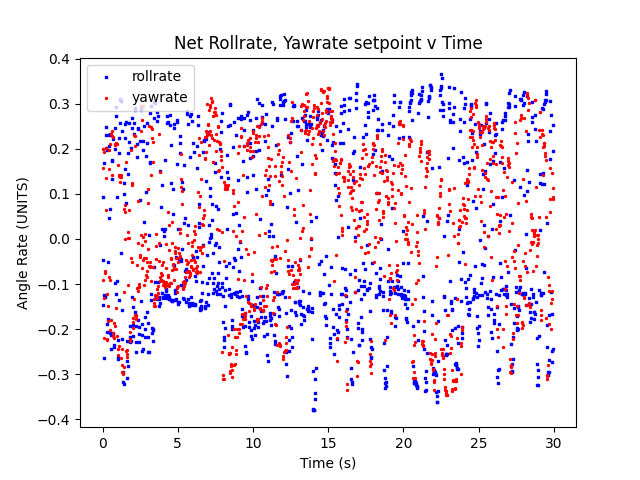 Net Rollrate, Yawrate setpoint v Time
rollrate
yawrate
Angle Rate (UNITS)
0.4
0.3
0.2
0.1
0.0
−0.1
−0.2
−0.3
−0.4
0 5 10 15 20 25 30
Time (s)